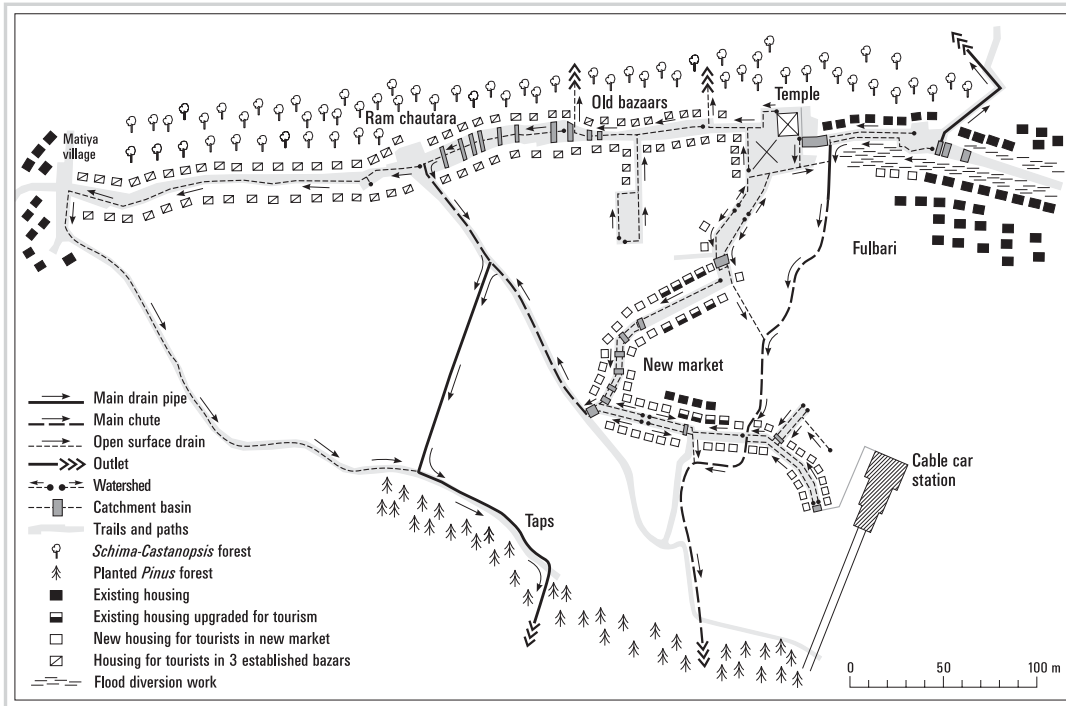 Temple
Old bazaars
Ram chautara
Matiya
village
Fulbari
New market
Cable car
station
Taps
Main drain pipe
Main chute
Open surface drain
Outlet
Watershed
Catchment basin
Trails and paths
Schima-Castanopsis forest
Planted Pinus forest
Existing housing
Existing housing upgraded for tourism
New housing for tourists in new market
Housing for tourists in 3 established bazars
Flood diversion work
0 50 100 m